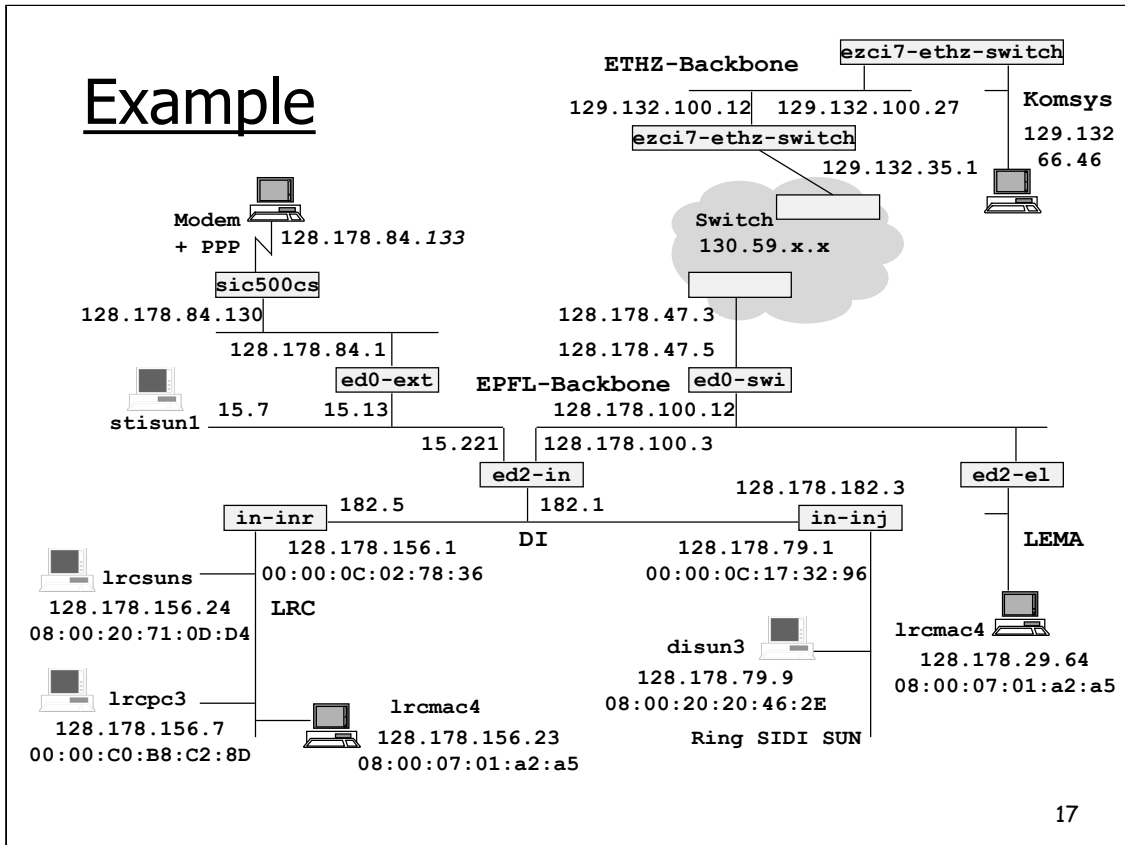 Example
ezci7-ethz-switch
ETHZ-Backbone
129.132.100.12
129.132.100.27
Komsys
129.132
66.46
ezci7-ethz-switch
129.132.35.1
Modem
+ PPP
128.178.84.133
Switch
130.59.x.x
sic500cs
128.178.84.130
128.178.47.3
128.178.84.1
128.178.47.5
ed0-ext
EPFL-Backbone
ed0-swi
stisun1
15.7
15.13
128.178.100.12
15.221
128.178.100.3
ed2-in
ed2-el
182.5
182.1
128.178.182.3
in-inr
DI
in-inj
LEMA
128.178.156.1
00:00:0C:02:78:36
128.178.79.1
00:00:0C:17:32:96
lrcsuns
128.178.156.24
08:00:20:71:0D:D4
LRC
disun3
128.178.79.9
08:00:20:20:46:2E
lrcmac4
128.178.29.64
08:00:07:01:a2:a5
lrcpc3
128.178.156.7
00:00:C0:B8:C2:8D
lrcmac4
128.178.156.23
08:00:07:01:a2:a5
Ring SIDI SUN
17